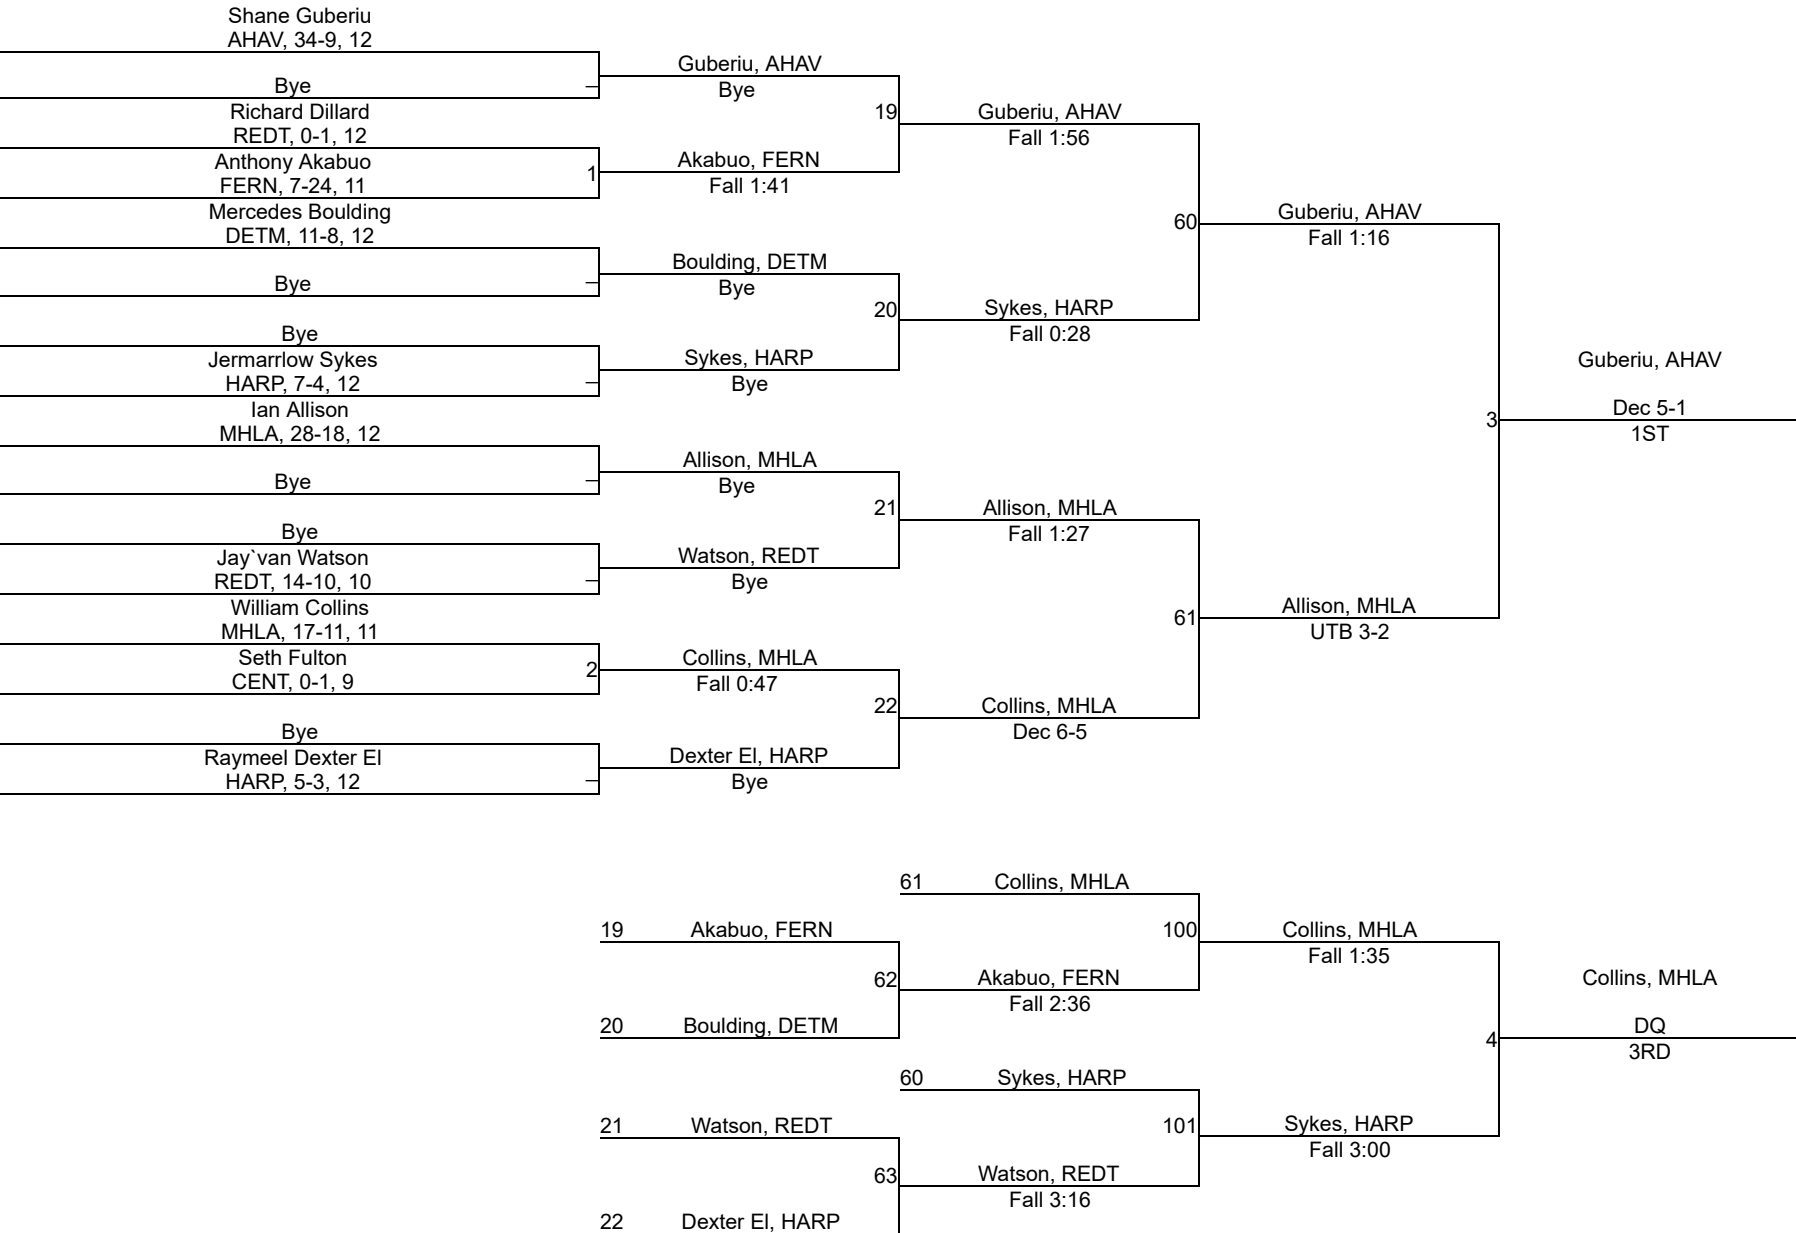 Shane Guberiu
AHAV, 34-9, 12
Bye
Richard Dillard
REDT, 0-1, 12
Anthony Akabuo
FERN, 7-24, 11
1
Mercedes Boulding
DETM, 11-8, 12
Bye
Bye
Jermarrlow Sykes
HARP, 7-4, 12
Ian Allison
MHLA, 28-18, 12
Bye
Bye
Jay`van Watson
REDT, 14-10, 10
William Collins
MHLA, 17-11, 11
Seth Fulton
CENT, 0-1, 9
2
Bye
Raymeel Dexter El
HARP, 5-3, 12
Guberiu, AHAV
Bye
19
Akabuo, FERN
Fall 1:41
Boulding, DETM
Bye
20
Sykes, HARP
Bye
Allison, MHLA
Bye
21
Watson, REDT
Bye
Collins, MHLA
Fall 0:47
22
Dexter El, HARP
Bye
Guberiu, AHAV
Fall 1:56
60
Sykes, HARP
Fall 0:28
Allison, MHLA
Fall 1:27
61
Collins, MHLA
Dec 6-5
Guberiu, AHAV
Fall 1:16
3
Allison, MHLA
UTB 3-2
Guberiu, AHAV
Dec 5-1
1ST
19 Akabuo, FERN
62
20 Boulding, DETM
21 Watson, REDT
63
22 Dexter El, HARP
61 Collins, MHLA
100
Akabuo, FERN
Fall 2:36
60 Sykes, HARP
101
Watson, REDT
Fall 3:16
Collins, MHLA
Fall 1:35
4
Sykes, HARP
Fall 3:00
Collins, MHLA
DQ
3RD